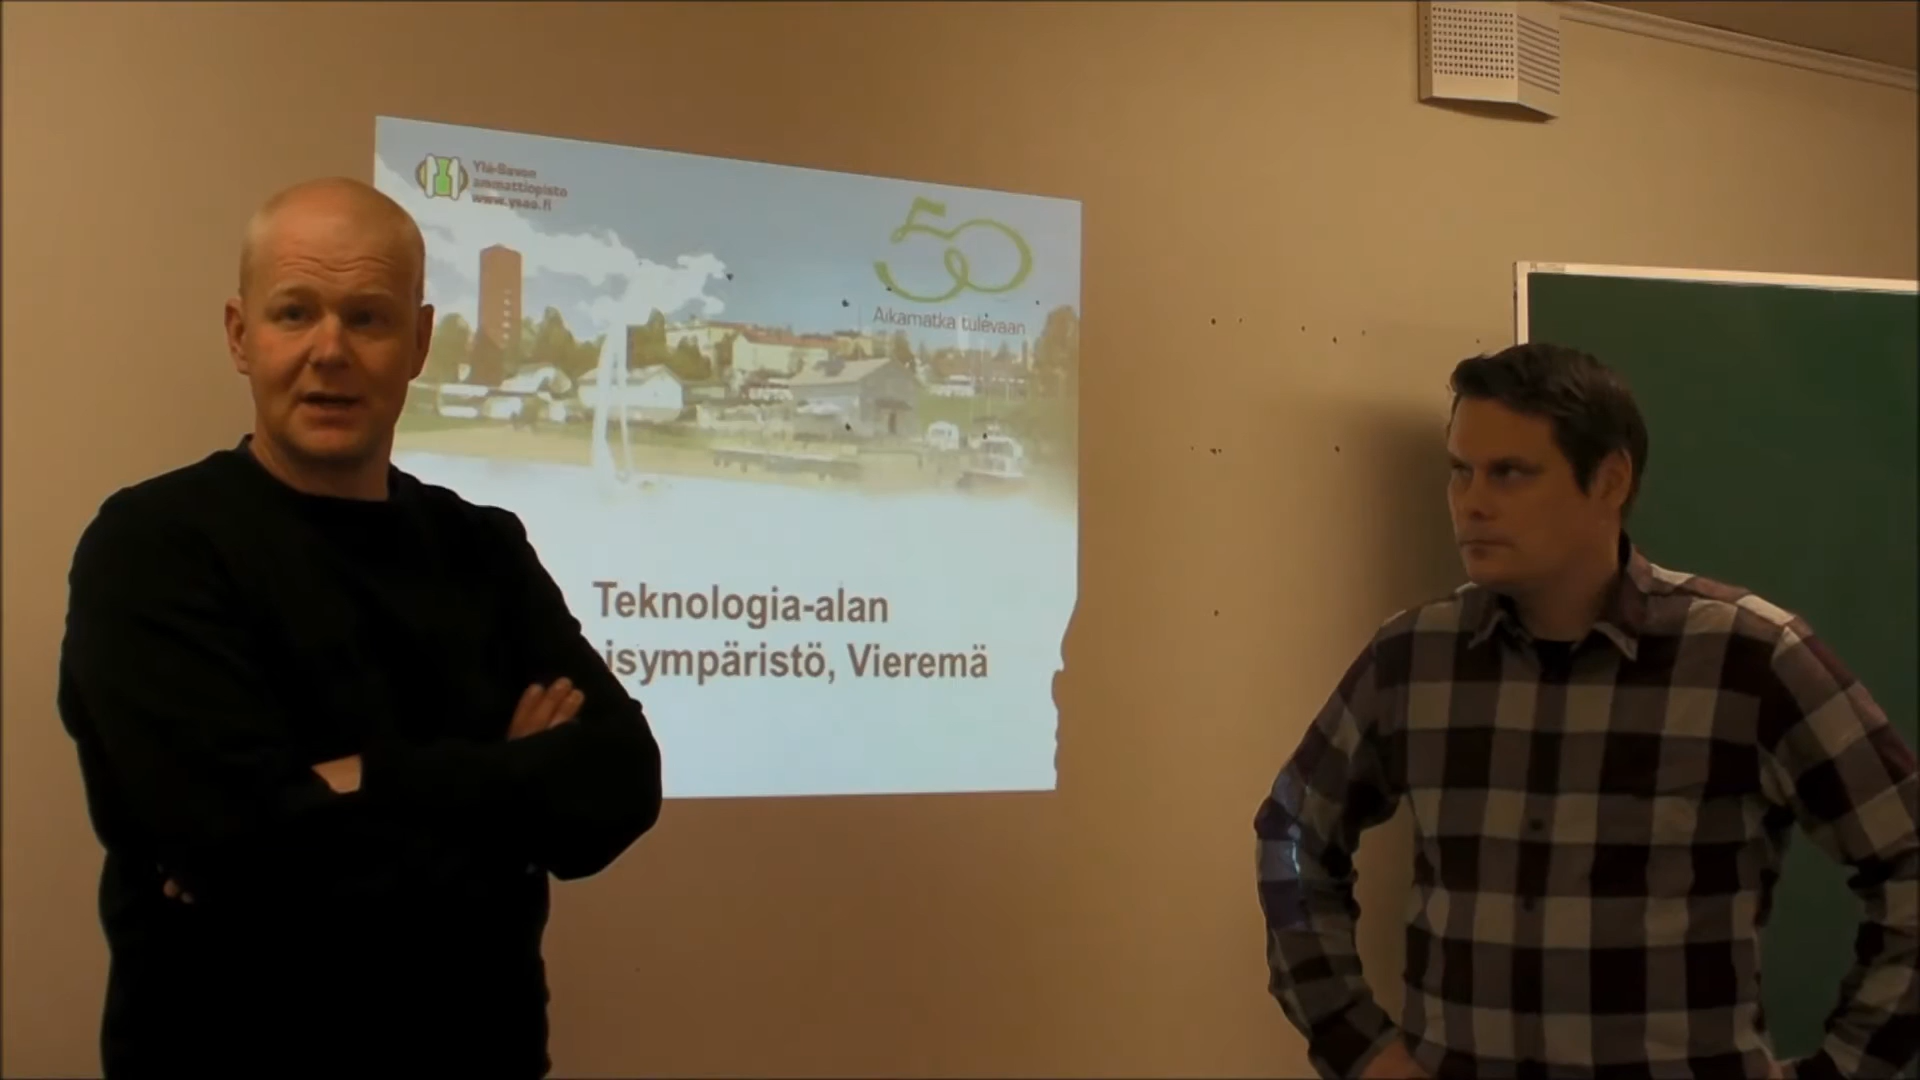 Ylä-Savon
ammattiopisto
www.ysao.fi
50
Aikamatka tulevaan
Teknologia-alan
isympäristö, Vieremä